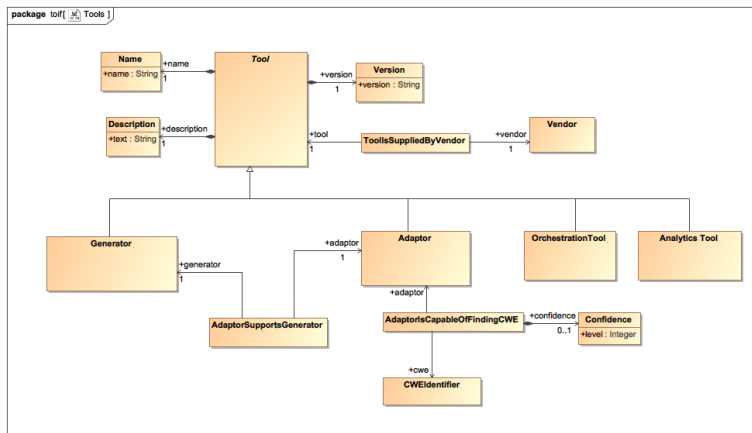 package toif[ Tools ]
Name
+name : String
+name
1
Tool
+version
1
Version
+version : String
Description
+text : String
+description
1
+tool
1
ToolIsSuppliedByVendor
+vendor
1
Vendor
Generator
Adaptor
OrchestrationTool
Analytics Tool
+generator
1
+adaptor
1
+adaptor
AdaptorSupportsGenerator
AdaptorIsCapableOfFindingCWE
+confidence
0..1
Confidence
+level : Integer
+cwe
CWEIdentifier